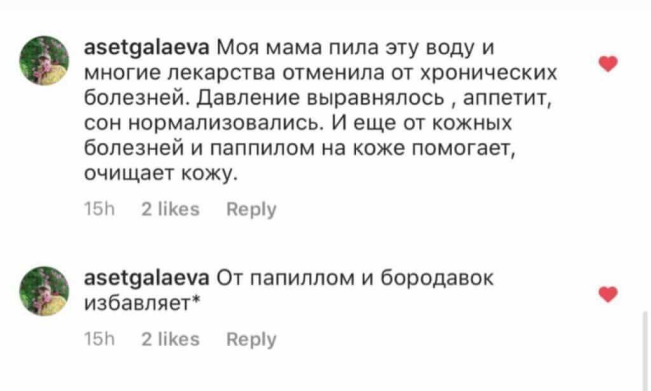 asetgalaeva Моя мама пила эту воду и
многие лекарства отменила от хронических
болезней. Давление выравнялось , аппетит,
сон нормализовались. И еще от кожных
болезней и паппилом на коже помогает,
очищает кожу.
15h 2 likes Reply
asetgalaeva От папиллом и бородавок
избавляет*
15h 2 likes Reply